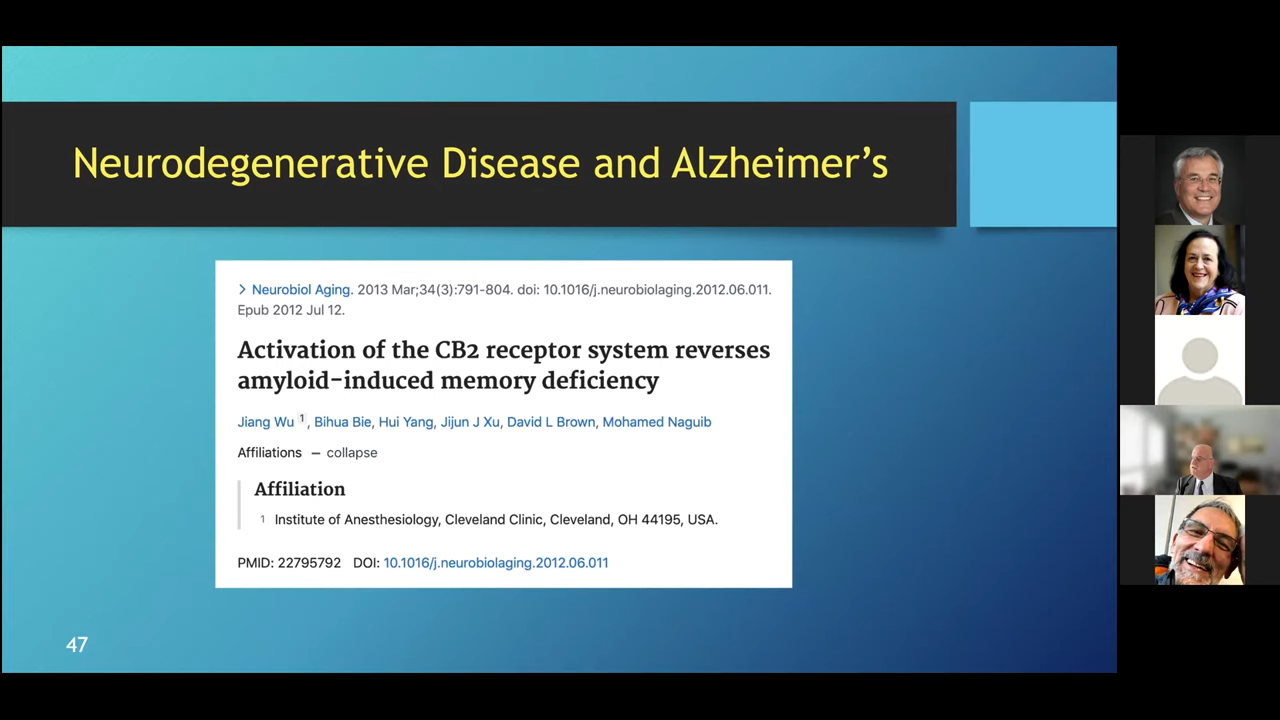 Neurodegenerative Disease and Alzheimer’s
> Neurobiol Aging. 2013 Mar;34(3):791-804. doi: 10.1016/j.neurobiolaging.2012.06.011.
Epub 2012 Jul 12.
Activation of the CB2 receptor system reverses
amyloid-induced memory deficiency
Jiang Wu 1, Bihua Bie, Hui Yang, Jijun J Xu, David L Brown, Mohamed Naguib
Affiliations — collapse
Affiliation
1 Institute of Anesthesiology, Cleveland Clinic, Cleveland, OH 44195, USA.
PMID: 22795792 DOI: 10.1016/j.neurobiolaging.2012.06.011
47